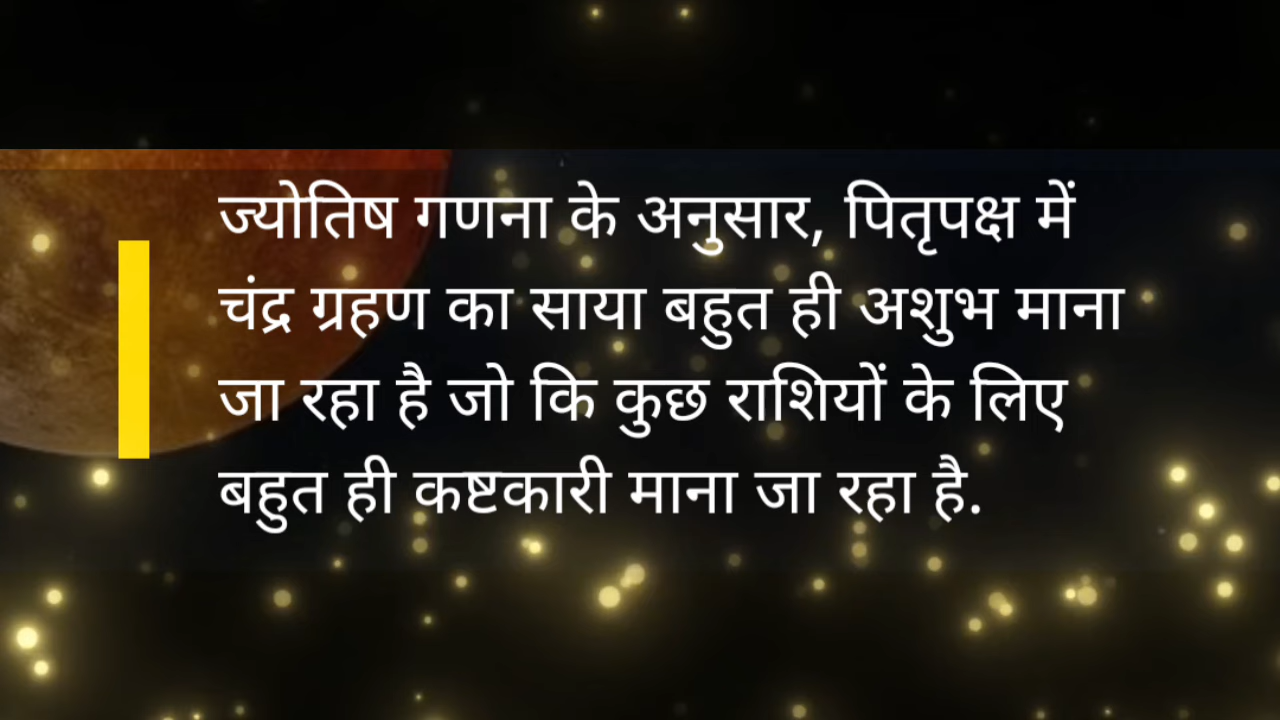 ज्योतिष गणना के अनुसार, पितृपक्ष में
चंद्र ग्रहण का साया बहुत ही अशुभ माना
जा रहा है जो कि कुछ राशियों के लिए
बहुत ही कष्टकारी माना जा रहा है.